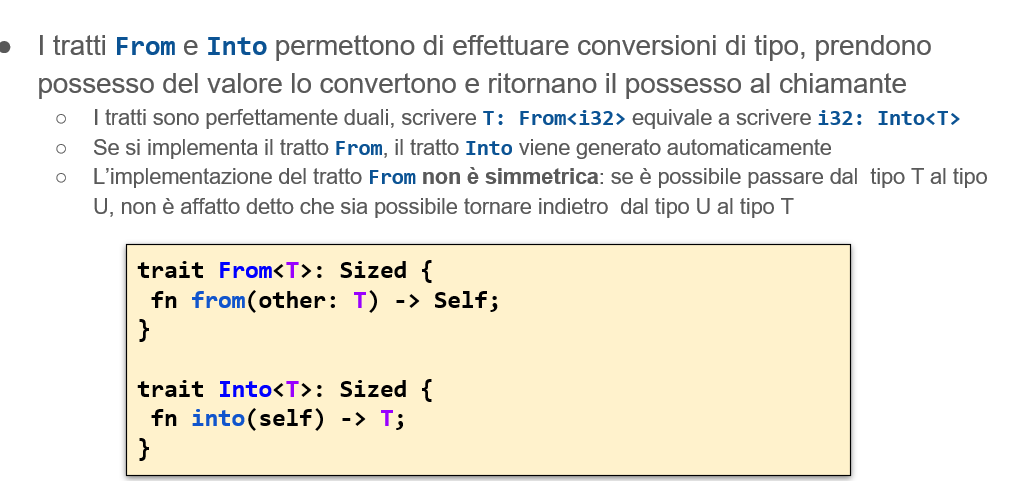 ● I tratti From e Into permettono di effettuare conversioni di tipo, prendono
possesso del valore lo convertono e ritornano il possesso al chiamante
○ I tratti sono perfettamente duali, scrivere T: From<i32> equivale a scrivere i32: Into<T>
○ Se si implementa il tratto From, il tratto Into viene generato automaticamente
○ L'implementazione del tratto From non è simmetrica: se è possibile passare dal  tipo T al tipo
U, non è affatto detto che sia possibile tornare indietro  dal tipo U al tipo T
trait From<T>: Sized {
 fn from(other: T) -> Self;
}
trait Into<T>: Sized {
 fn into(self) -> T;
}